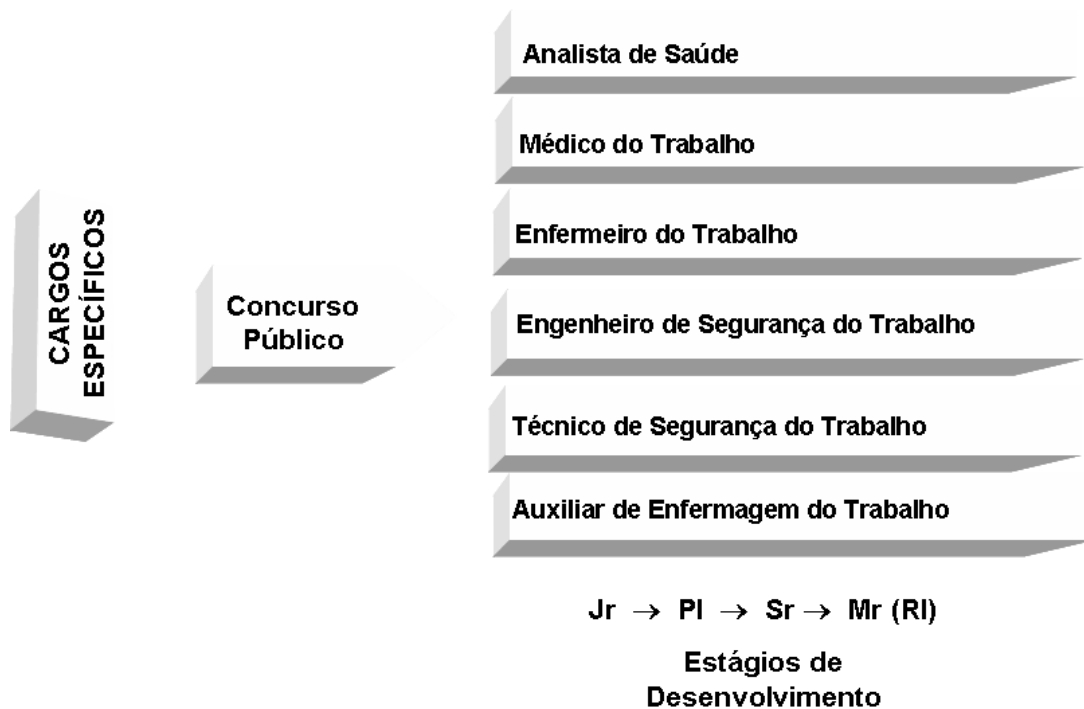 CARGOS
ESPECÍFICOS
Concurso
Público
Analista de Saúde
Médico do Trabalho
Enfermeiro do Trabalho
Engenheiro de Segurança do Trabalho
Técnico de Segurança do Trabalho
Auxiliar de Enfermagem do Trabalho
Jr → Pl → Sr → Mr (RI)
Estágios de
Desenvolvimento